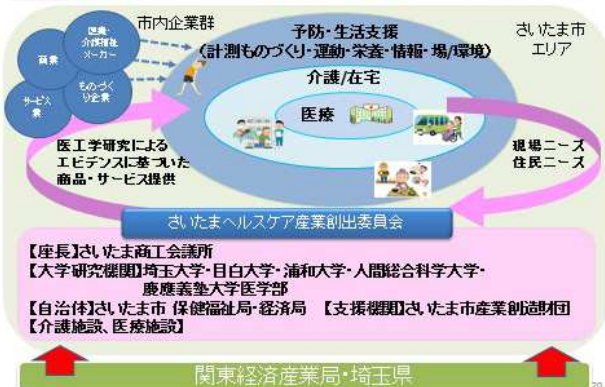 市内企業群
医療・
介護福祉
メーカー
商業
サービス
業
ものづく
り企業
予防・生活支援
(計測ものづくり・運動・栄養・情報・場/環境)
介護/在宅
医療
さいたま市
エリア
医工学研究による
エビデンスに基づいた
商品・サービス提供
現場ニーズ
住民ニーズ
さいたまヘルスケア産業創出委員会
【座長】さいたま商工会議所
【大学研究機関】埼玉大学・目白大学・浦和大学・人間総合科学大学・
慶應義塾大学医学部
【自治体】さいたま市 保健福祉局・経済局 【支援機関】さいたま市産業創造財団
【介護施設、医療施設】
関東経済産業局・埼玉県